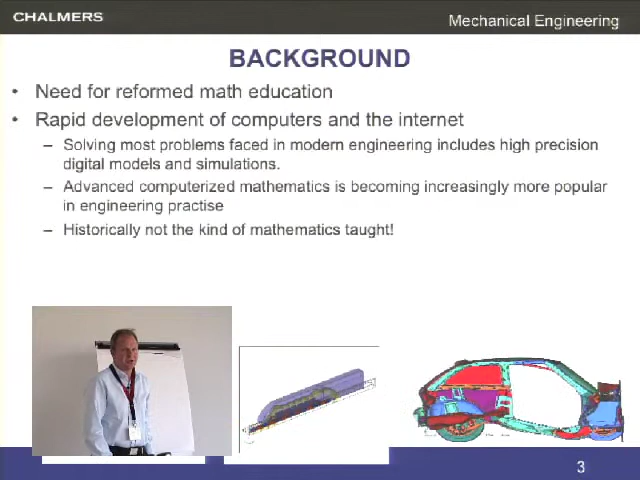 CHALMERS
Mechanical Engineering
BACKGROUND
• Need for reformed math education
• Rapid development of computers and the internet
– Solving most problems faced in modern engineering includes high precision
digital models and simulations.
– Advanced computerized mathematics is becoming increasingly more popular
in engineering practise
– Historically not the kind of mathematics taught!
3